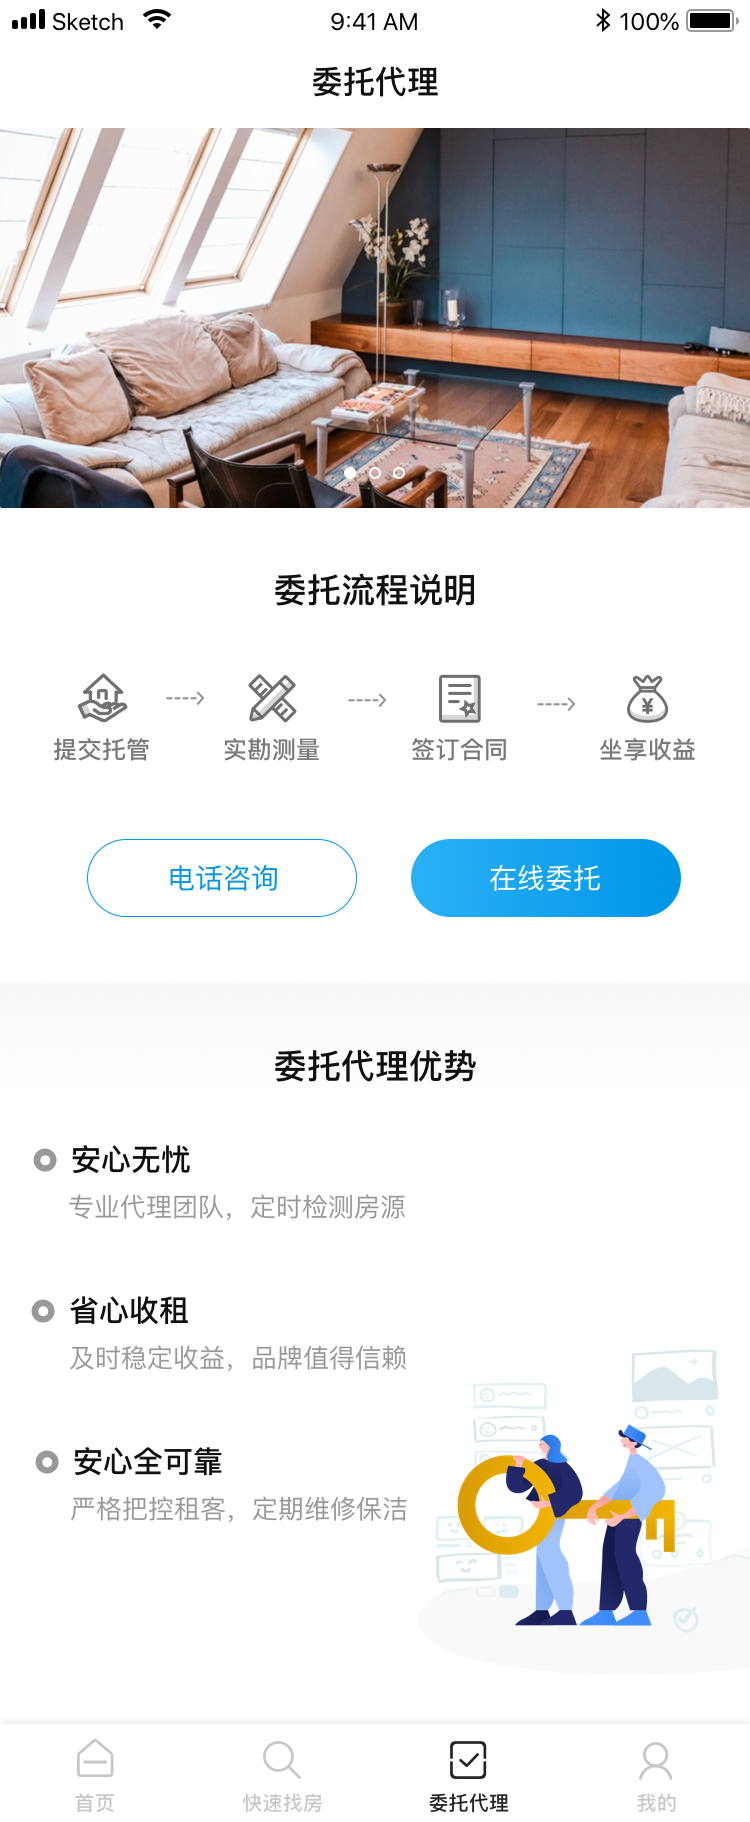 Sketch 9:41 AM 100%
委托代理
委托流程说明
提交托管 实勘测量 签订合同 坐享收益
电话咨询 在线委托
委托代理优势
安心无忧
专业代理团队，定时检测房源
省心收租
及时稳定收益，品牌值得信赖
安心全可靠
严格把控租客，定期维修保洁
首页 快速找房 委托代理 我的